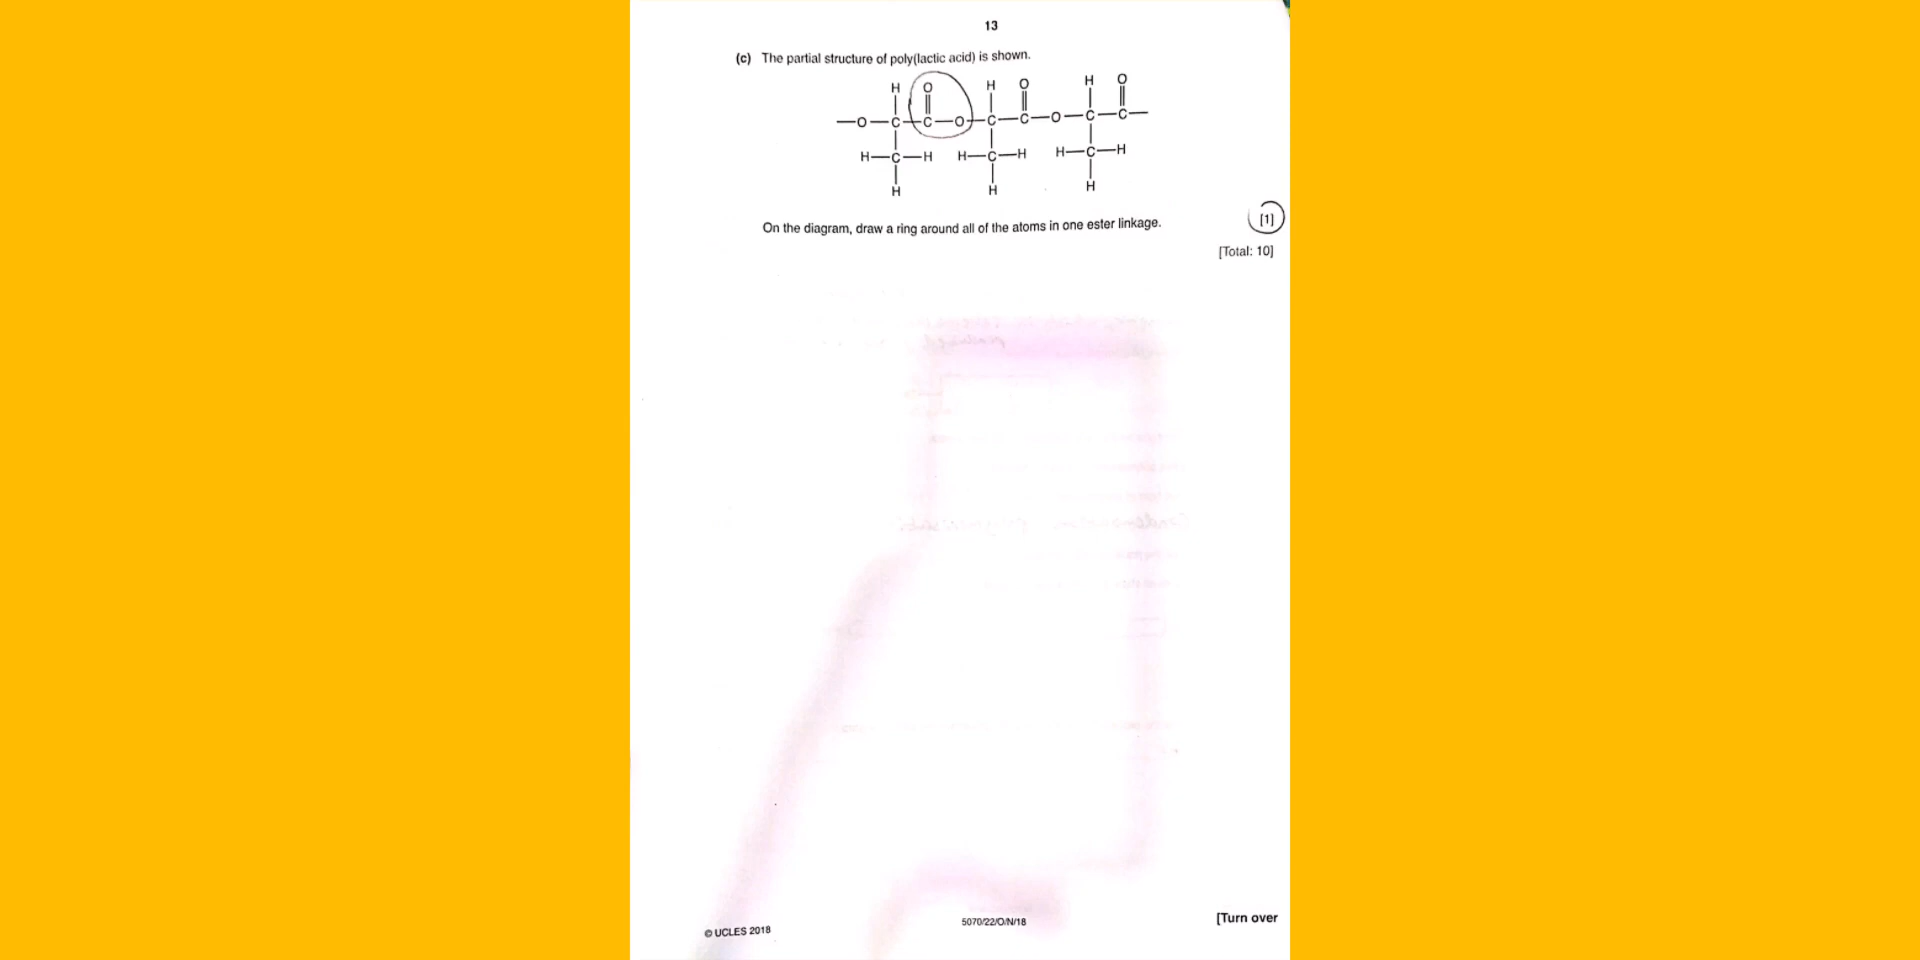 13
(c) The partial structure of poly(lactic acid) is shown.
H O H O H O
—O—C—C—O—C—C—O—C—C—
H—C—H H—C—H H—C—H
H H H
On the diagram, draw a ring around all of the atoms in one ester linkage.
[1]
[Total: 10]
© UCLES 2018
5070/22/O/N/18
[Turn over